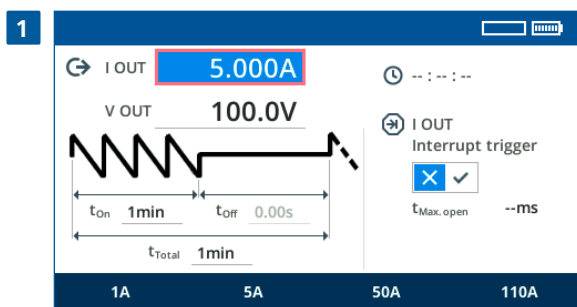 1
I OUT 5.000A
V OUT 100.0V
tOn 1min tOff 0.00s
tTotal 1min
-- : -- : --
I OUT
Interrupt trigger
tMax. open --ms
1A 5A 50A 110A